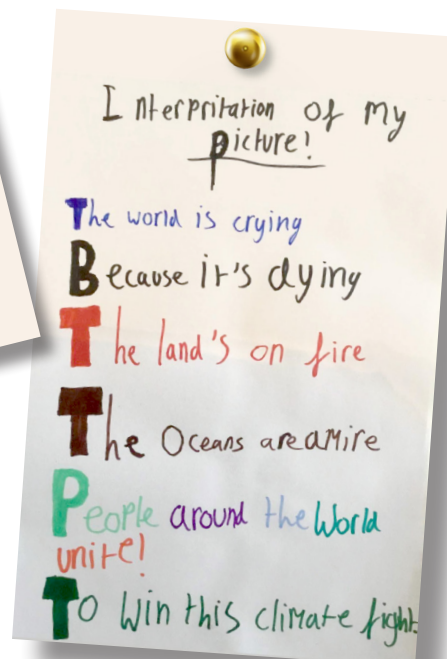 Interpritation of my
picture!
The world is crying
Because it's dying
The land's on fire
The Oceans are a mire
People around the World
unite!
To win this climate fight.